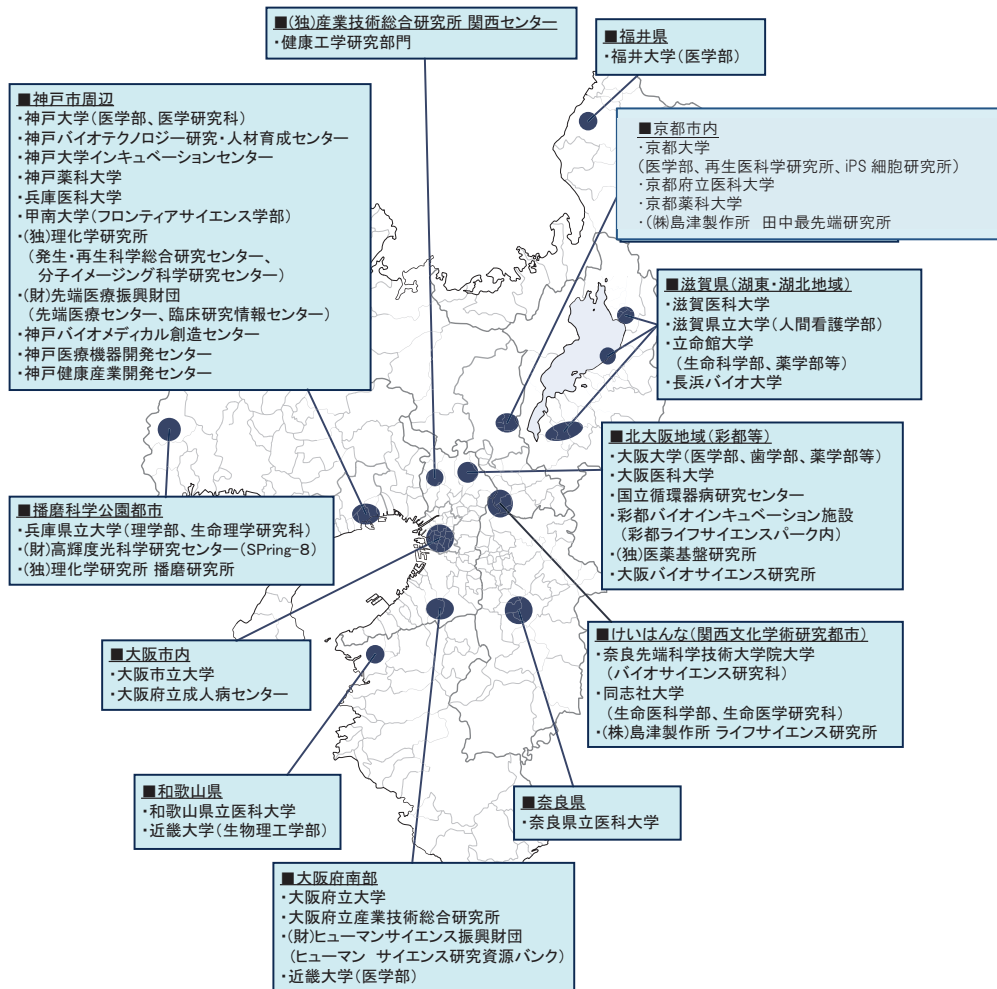 ■(独)産業技術総合研究所 関西センター
・健康工学研究部門
■福井県
・福井大学(医学部)
■神戸市周辺
・神戸大学(医学部、医学研究科)
・神戸バイオテクノロジー研究・人材育成センター
・神戸大学インキュベーションセンター
・神戸薬科大学
・兵庫医科大学
・甲南大学(フロンティアサイエンス学部)
・(独)理化学研究所
(発生・再生科学総合研究センター、
分子イメージング科学研究センター)
・(財)先端医療振興財団
(先端医療センター、臨床研究情報センター)
・神戸バイオメディカル創造センター
・神戸医療機器開発センター
・神戸健康産業開発センター
■京都市内
・京都大学
(医学部、再生医科学研究所、iPS 細胞研究所)
・京都府立医科大学
・京都薬科大学
・(㈱島津製作所 田中最先端研究所
■滋賀県(湖東・湖北地域)
・滋賀医科大学
・滋賀県立大学(人間看護学部)
・立命館大学
(生命科学部、薬学部等)
・長浜バイオ大学
■北大阪地域(彩都等)
・大阪大学(医学部、歯学部、薬学部等)
・大阪医科大学
・国立循環器病研究センター
・彩都バイオインキュベーション施設
(彩都ライフサイエンスパーク内)
・(独)医薬基盤研究所
・大阪バイオサイエンス研究所
■播磨科学公園都市
・兵庫県立大学(理学部、生命理学研究科)
・(財)高輝度光科学研究センター(SPring-8)
・(独)理化学研究所 播磨研究所
■けいはんな(関西文化学術研究都市)
・奈良先端科学技術大学院大学
(バイオサイエンス研究科)
・同志社大学
(生命医科学部、生命医学研究科)
・(株)島津製作所 ライフサイエンス研究所
■大阪市内
・大阪市立大学
・大阪府立成人病センター
■和歌山県
・和歌山県立医科大学
・近畿大学(生物理工学部)
■奈良県
・奈良県立医科大学
■大阪府南部
・大阪府立大学
・大阪府立産業技術総合研究所
・(財)ヒューマンサイエンス振興財団
(ヒューマン サイエンス研究資源バンク)
・近畿大学(医学部)